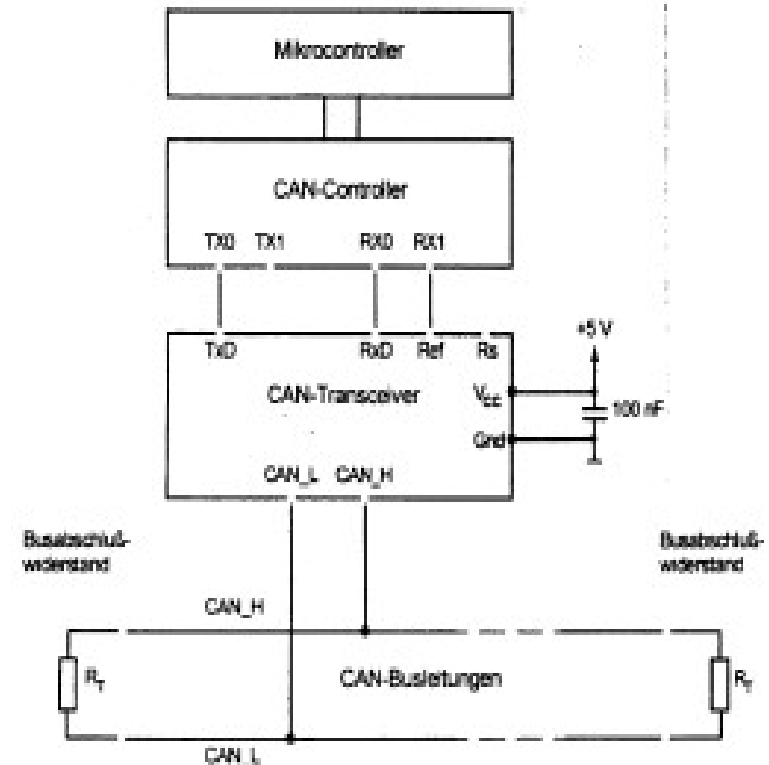 Mikrocontroller
CAN-Controller
TX0 TX1 RX0 RX1
+5 V
TxD RxD Ref Rs
CAN-Transceiver
VCC
100 nF
Gnd
CAN_L CAN_H
Busabschluß-
widerstand
Busabschluß-
widerstand
CAN_H
RT
CAN-Busleitungen
RT
CAN_L